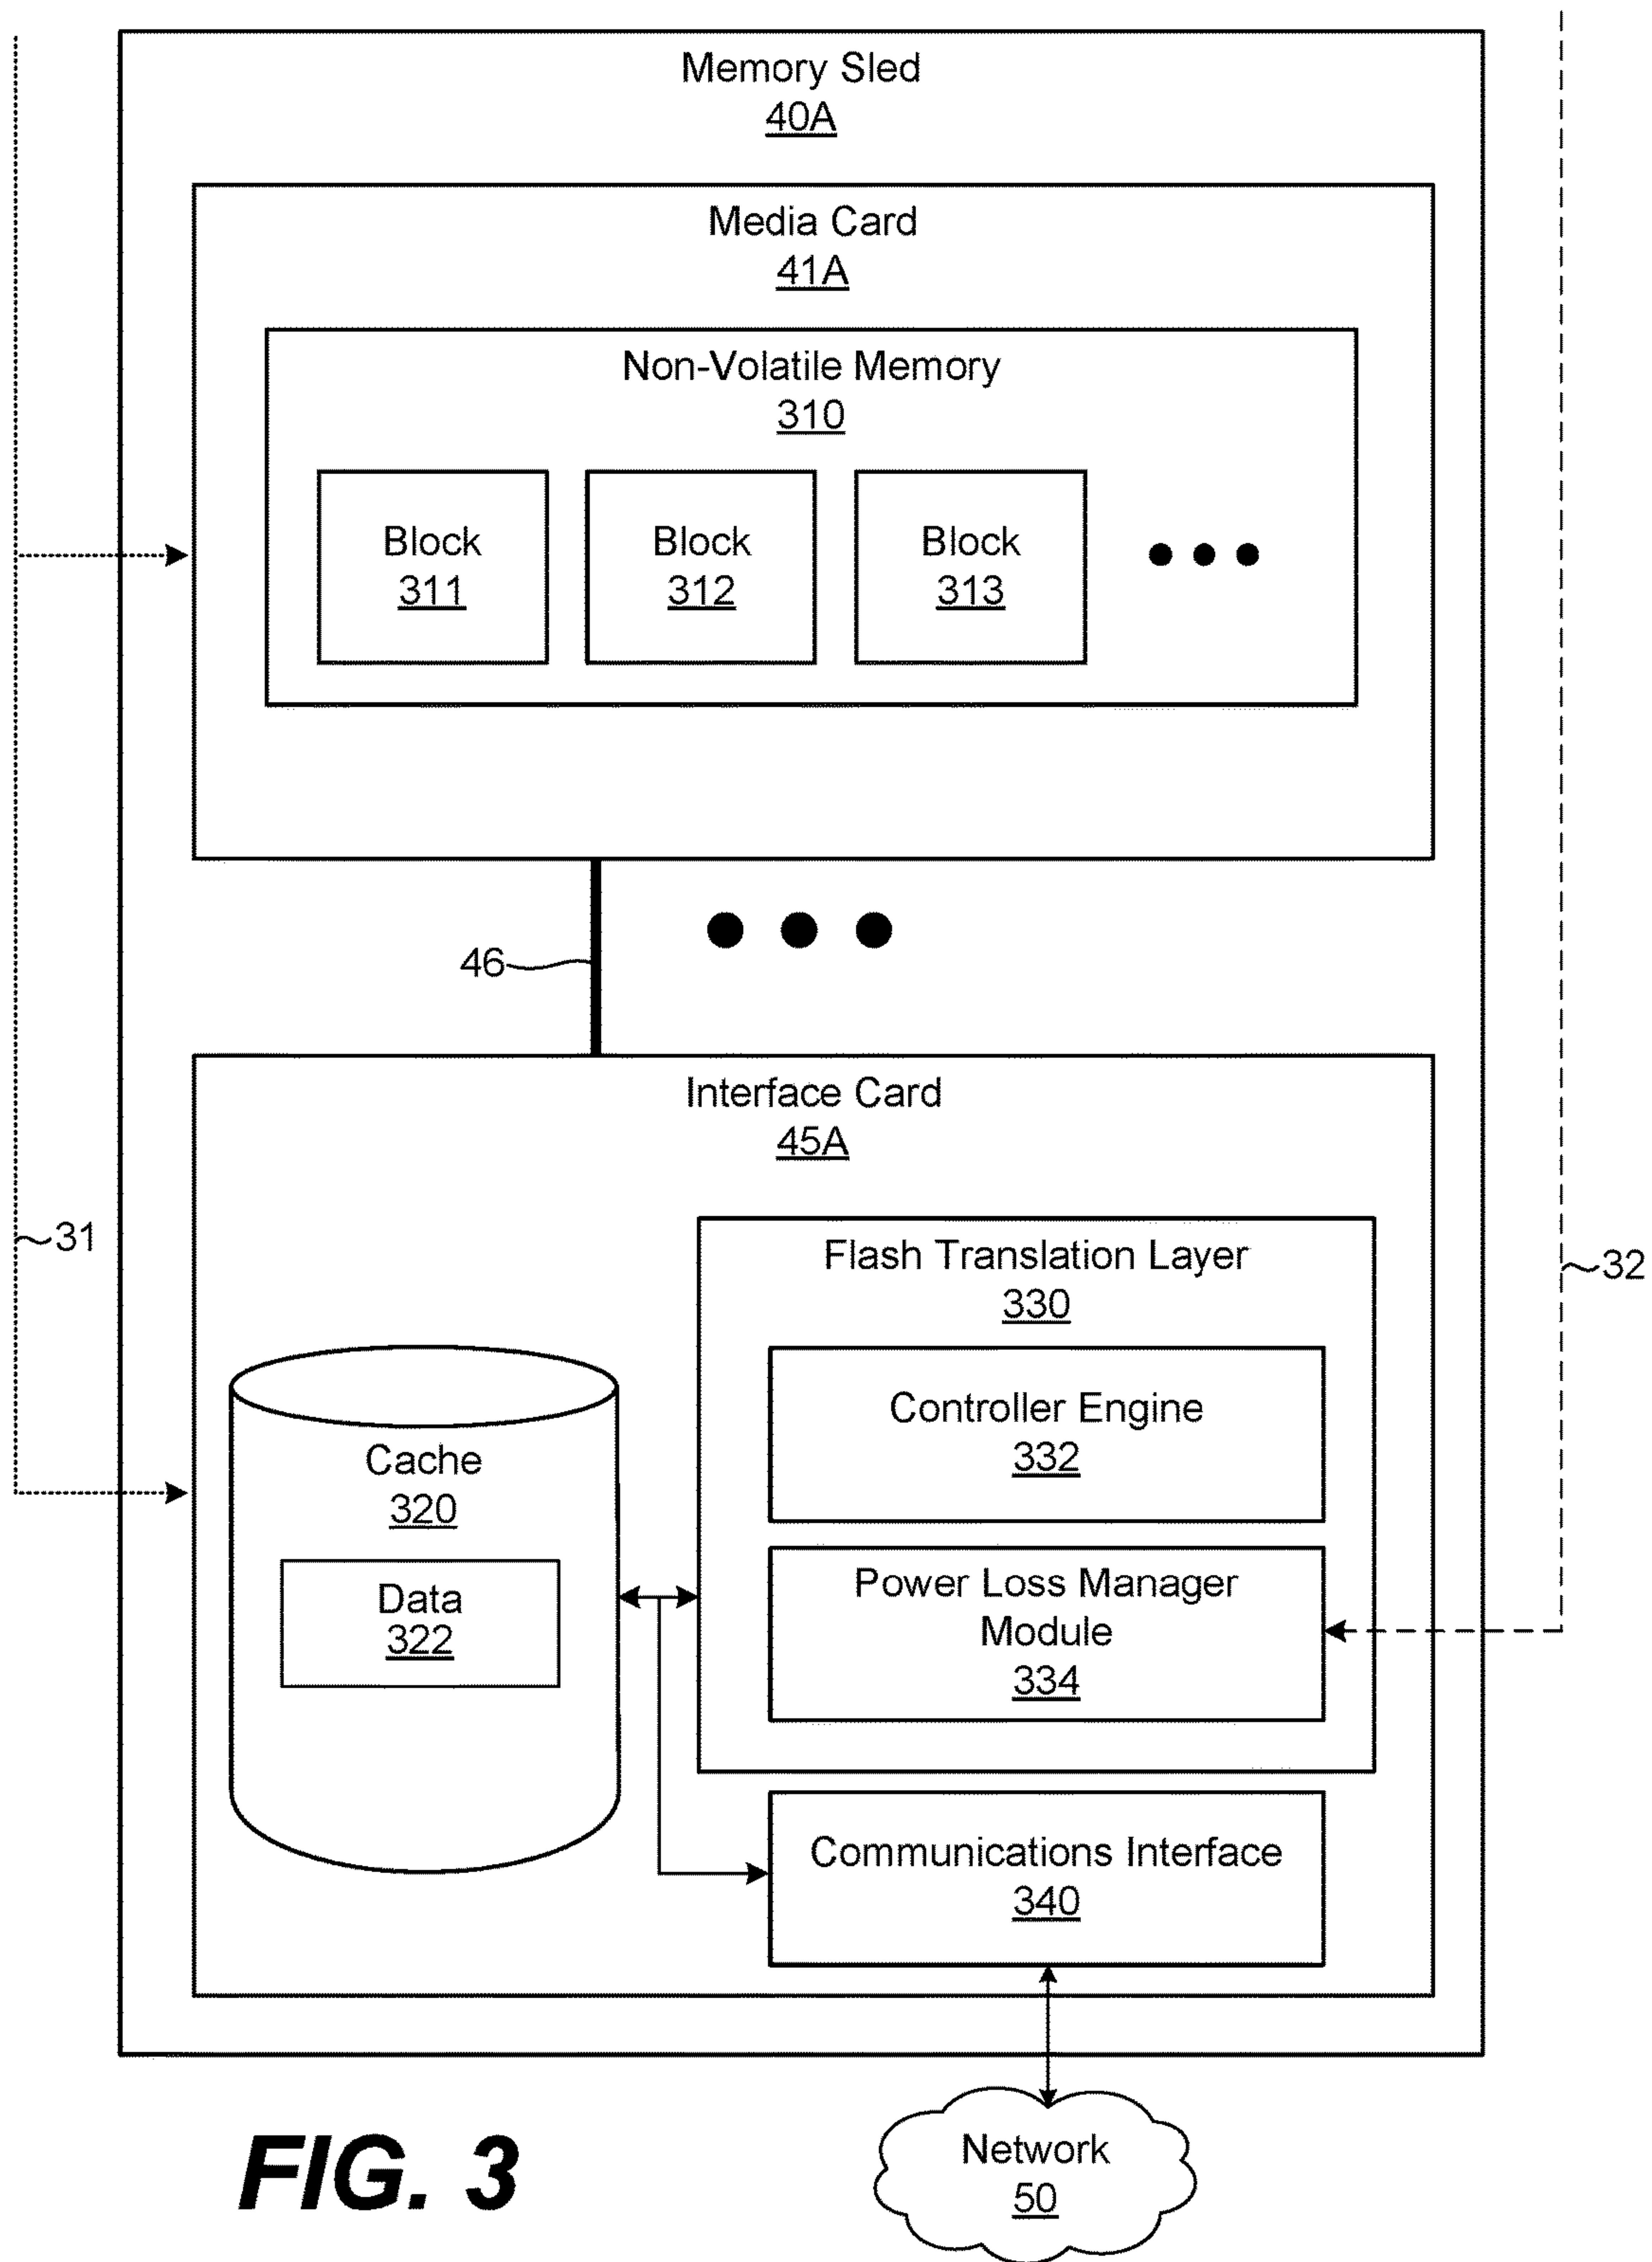 Memory Sled
40A
Media Card
41A
Non-Volatile Memory
310
Block
311
Block
312
Block
313
46
Interface Card
45A
31
Flash Translation Layer
330
32
Controller Engine
332
Cache
320
Data
322
Power Loss Manager
Module
334
Communications Interface
340
Network
50
FIG. 3